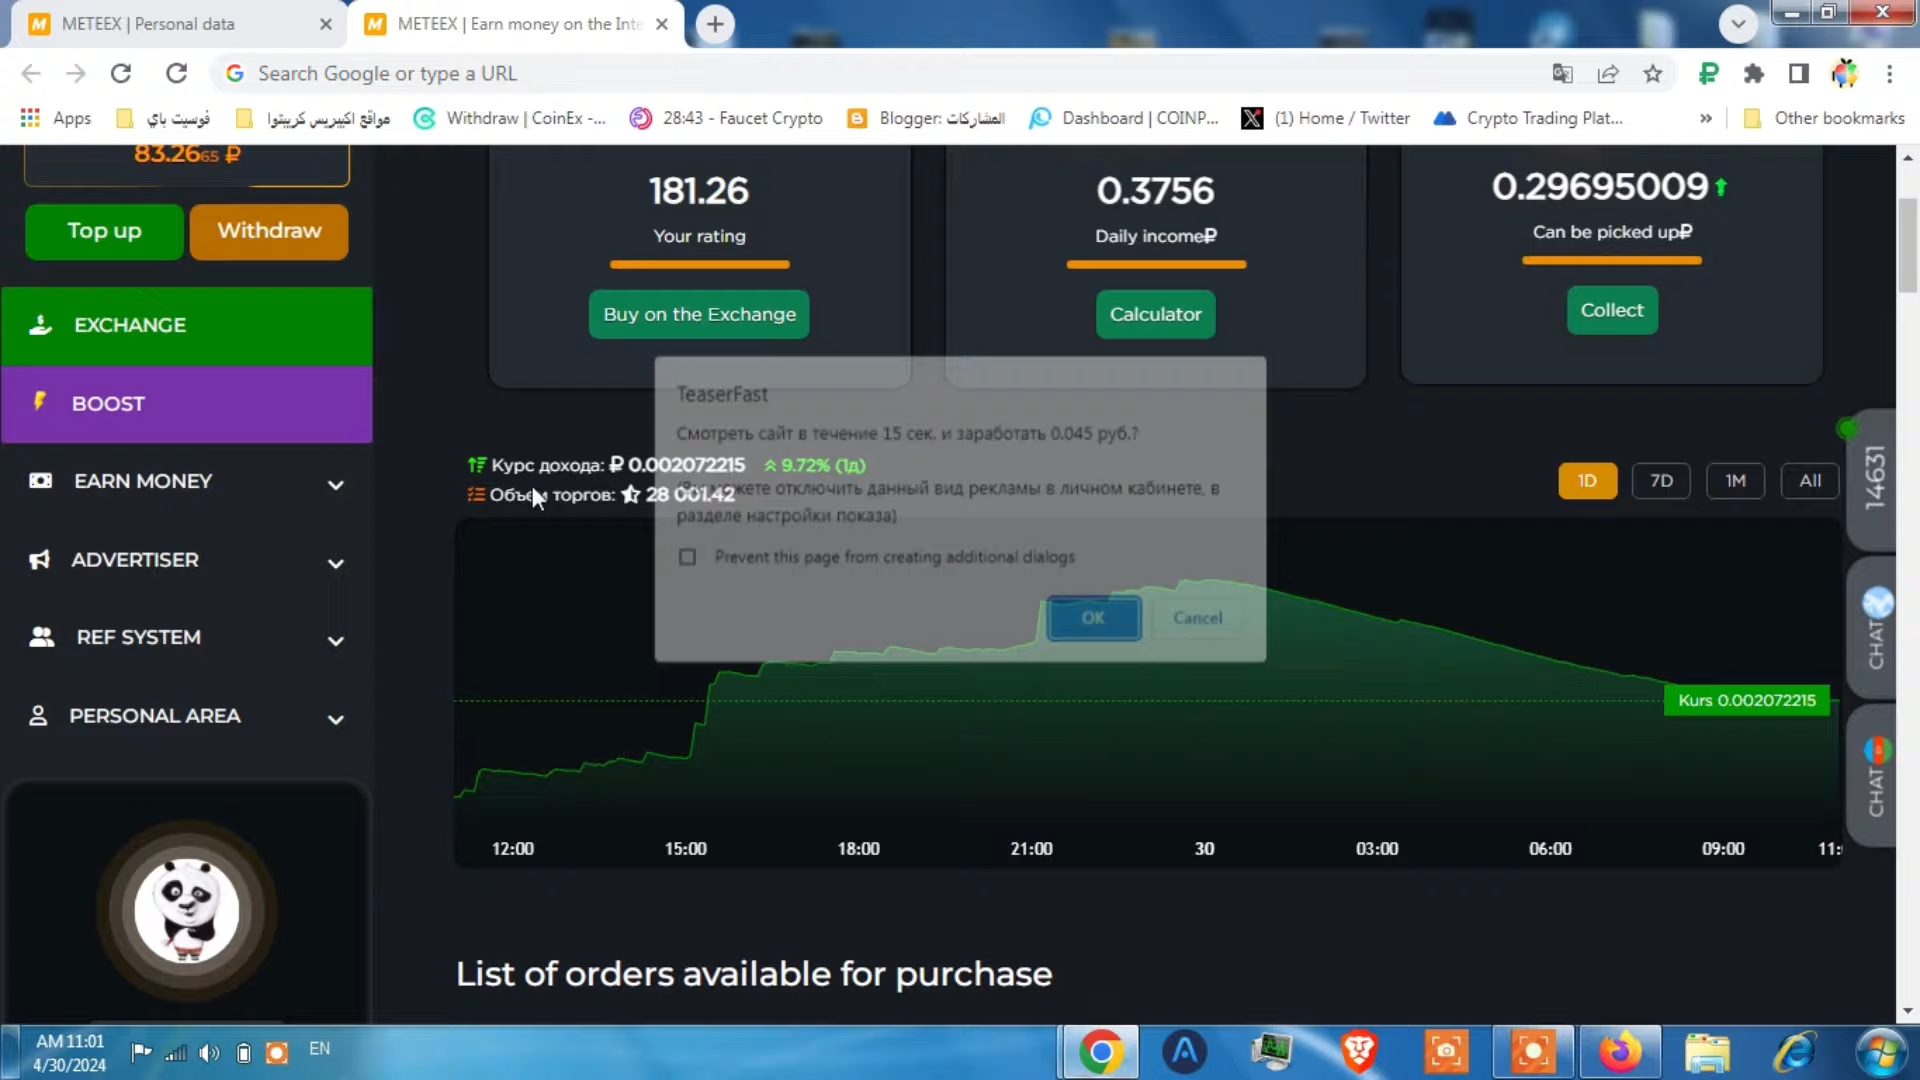 METEEX | Personal data
METEEX | Earn money on the Inte
Search Google or type a URL
Apps
فوسيت باي
مواقع اكسبريس كريبتوا
Withdraw | CoinEx -...
28:43 - Faucet Crypto
Blogger: المشاركات
Dashboard | COINP...
(1) Home / Twitter
Crypto Trading Plat...
»
Other bookmarks
83.2665 ₽
Top up
Withdraw
EXCHANGE
BOOST
EARN MONEY
ADVERTISER
REF SYSTEM
PERSONAL AREA
181.26
Your rating
Buy on the Exchange
0.3756
Daily income₽
Calculator
0.29695009
Can be picked up₽
Collect
TeaserFast
Смотреть сайт в течение 15 сек. и заработать 0.045 руб.?
(Вы можете отключить данный вид рекламы в личном кабинете, в
разделе настройки показа)
Prevent this page from creating additional dialogs
OK
Cancel
Курс дохода: ₽ 0.002072215 9.72% (1д)
Объем торгов: 28 001.42
1D
7D
1M
All
14631
CHAT
CHAT
Kurs 0.002072215
12:00
15:00
18:00
21:00
30
03:00
06:00
09:00
11:
List of orders available for purchase
AM 11:01
4/30/2024
EN